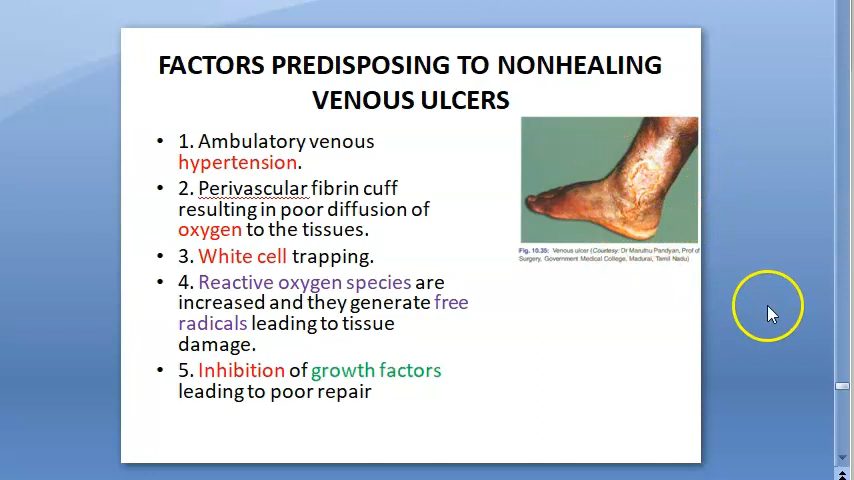 FACTORS PREDISPOSING TO NONHEALING
VENOUS ULCERS
• 1. Ambulatory venous
hypertension.
• 2. Perivascular fibrin cuff
resulting in poor diffusion of
oxygen to the tissues.
• 3. White cell trapping.
• 4. Reactive oxygen species are
increased and they generate free
radicals leading to tissue
damage.
• 5. Inhibition of growth factors
leading to poor repair
Fig. 10.35: Venous ulcer (Courtesy: Dr Maruthu Pandyan, Prof of
Surgery, Government Medical College, Madurai, Tamil Nadu)